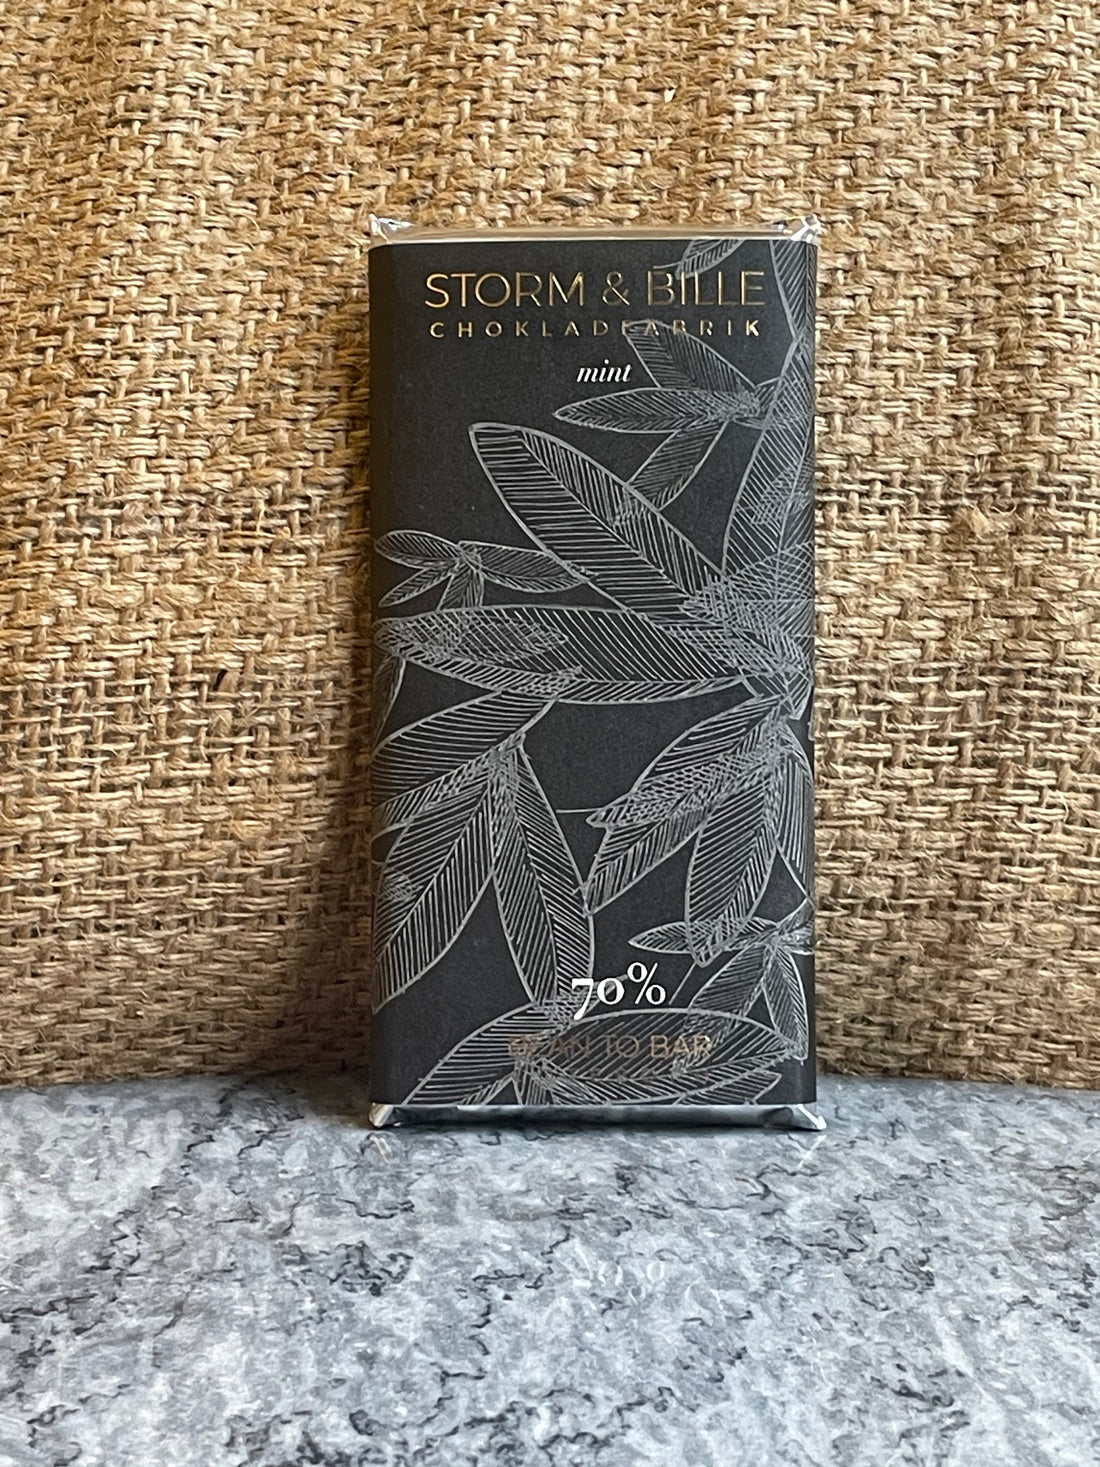 STORM & BILLE
CHOKLADFABRIK
mint
70%
BEAN TO BAR